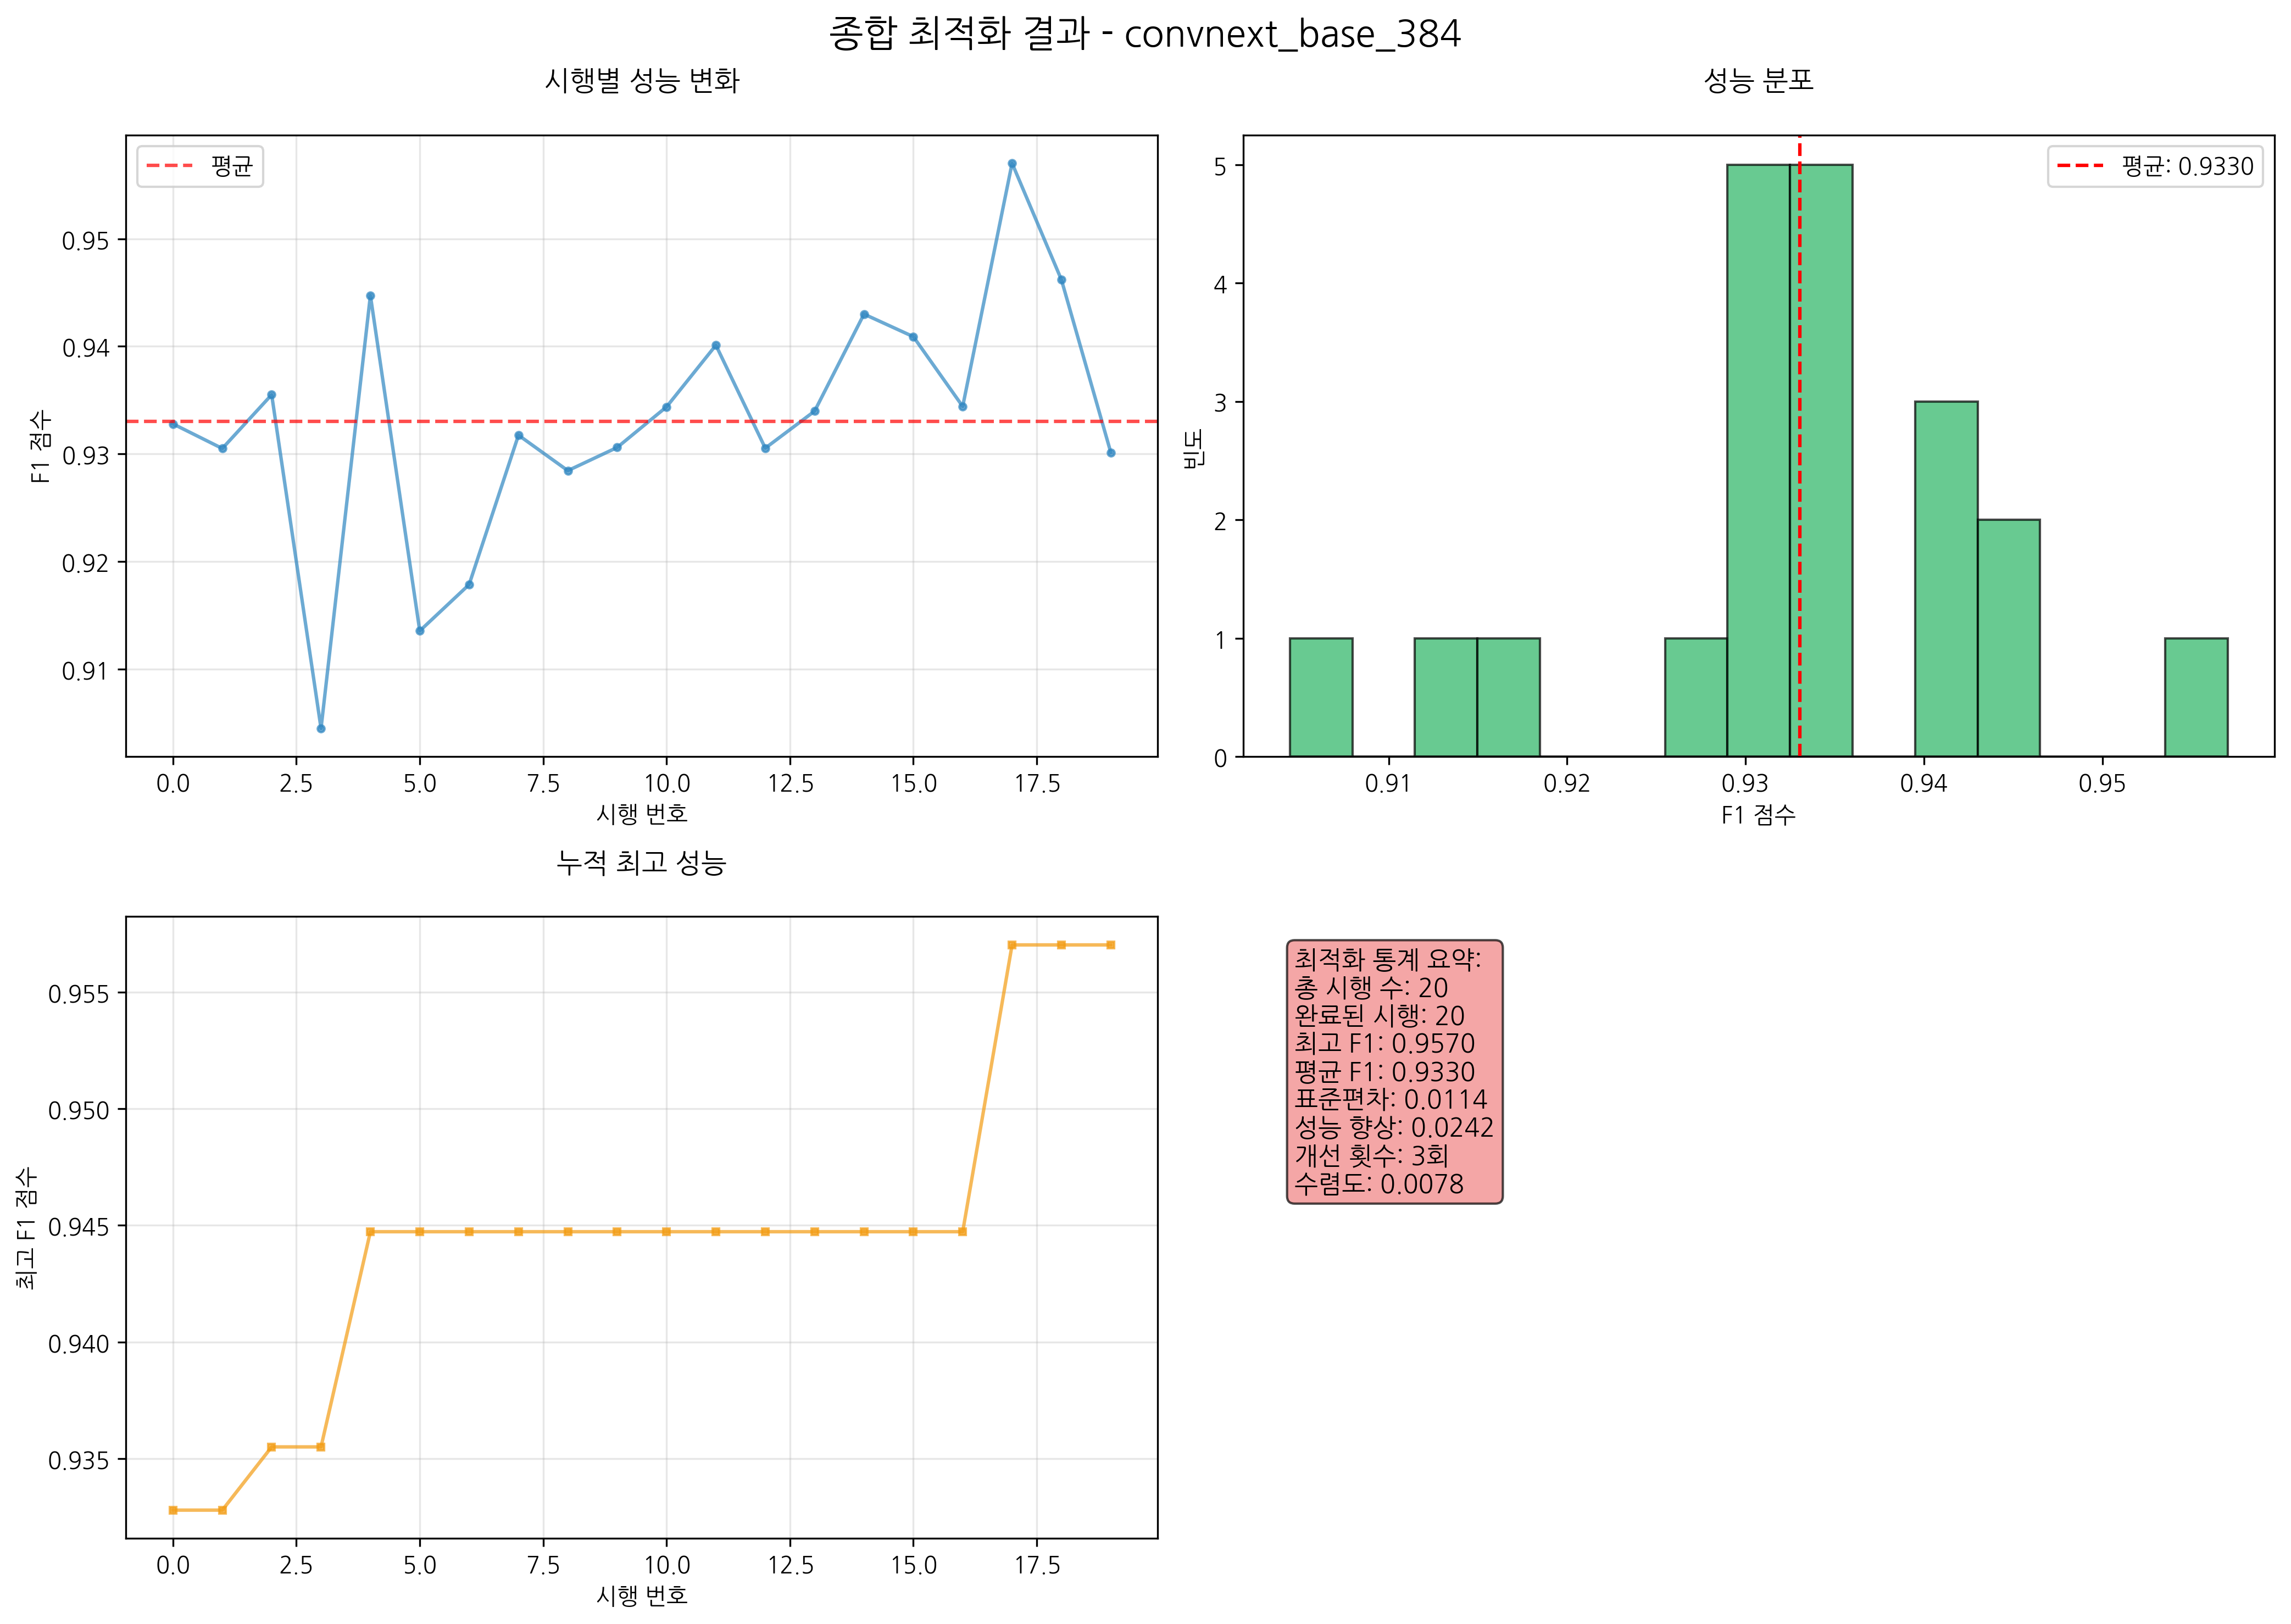 종합 최적화 결과 - convnext_base_384
시행별 성능 변화
평균
F1 점수
0.95
0.94
0.93
0.92
0.91
0.0 2.5 5.0 7.5 10.0 12.5 15.0 17.5
시행 번호
성능 분포
평균: 0.9330
빈도
5
4
3
2
1
0
0.91 0.92 0.93 0.94 0.95
F1 점수
누적 최고 성능
최고 F1 점수
0.955
0.950
0.945
0.940
0.935
0.0 2.5 5.0 7.5 10.0 12.5 15.0 17.5
시행 번호
최적화 통계 요약:
총 시행 수: 20
완료된 시행: 20
최고 F1: 0.9570
평균 F1: 0.9330
표준편차: 0.0114
성능 향상: 0.0242
개선 횟수: 3회
수렴도: 0.0078